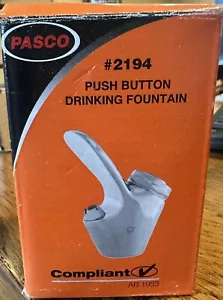 PASCO
#2194
PUSH BUTTON
DRINKING FOUNTAIN
Compliant
AB 1953